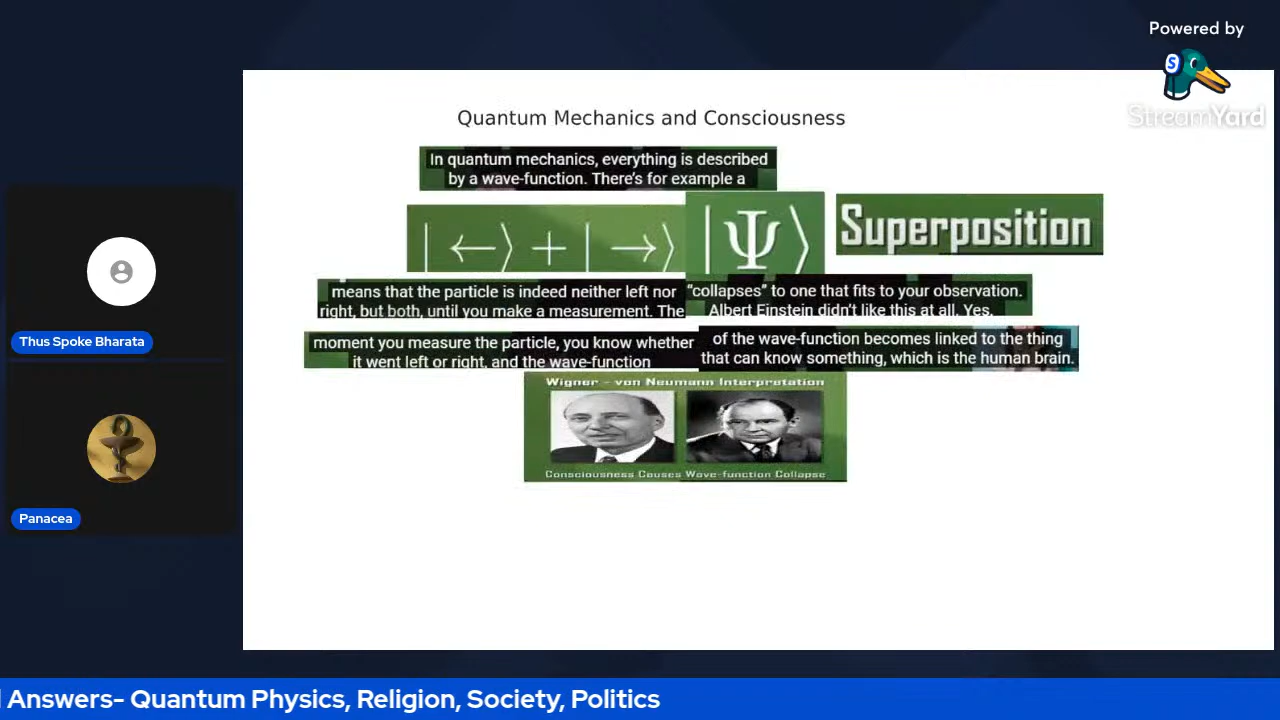 Powered by
S
StreamYard
Quantum Mechanics and Consciousness
In quantum mechanics, everything is described
by a wave-function. There's for example a
|←⟩ + |→⟩ |Ψ⟩ Superposition
means that the particle is indeed neither left nor
right, but both, until you make a measurement. The
"collapses" to one that fits to your observation.
Albert Einstein didn't like this at all. Yes,
moment you measure the particle, you know whether
it went left or right, and the wave-function
of the wave-function becomes linked to the thing
that can know something, which is the human brain.
Wigner - von Neumann Interpretation
Consciousness Causes Wave-function Collapse
Thus Spoke Bharata
Panacea
Answers- Quantum Physics, Religion, Society, Politics